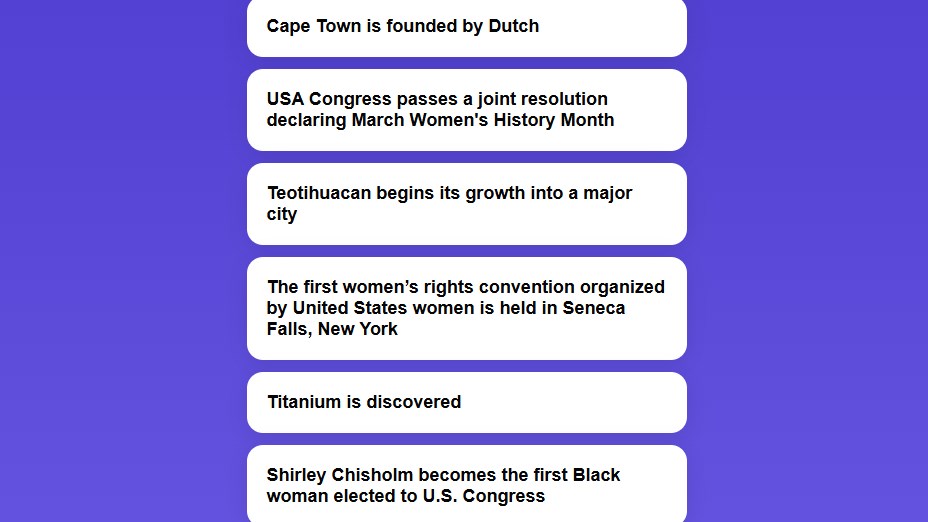 Cape Town is founded by Dutch
USA Congress passes a joint resolution
declaring March Women's History Month
Teotihuacan begins its growth into a major
city
The first women’s rights convention organized
by United States women is held in Seneca
Falls, New York
Titanium is discovered
Shirley Chisholm becomes the first Black
woman elected to U.S. Congress